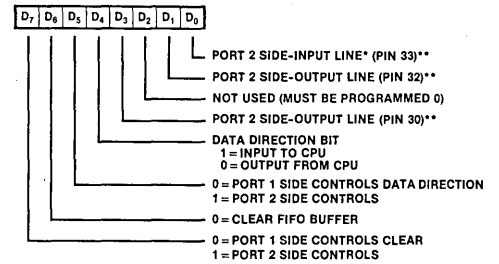 D7 D6 D5 D4 D3 D2 D1 D0
PORT 2 SIDE-INPUT LINE* (PIN 33)**
PORT 2 SIDE-OUTPUT LINE (PIN 32)**
NOT USED (MUST BE PROGRAMMED 0)
PORT 2 SIDE-OUTPUT LINE (PIN 30)**
DATA DIRECTION BIT
1 = INPUT TO CPU
0 = OUTPUT FROM CPU
0 = PORT 1 SIDE CONTROLS DATA DIRECTION
1 = PORT 2 SIDE CONTROLS
0 = CLEAR FIFO BUFFER
0 = PORT 1 SIDE CONTROLS CLEAR
1 = PORT 2 SIDE CONTROLS